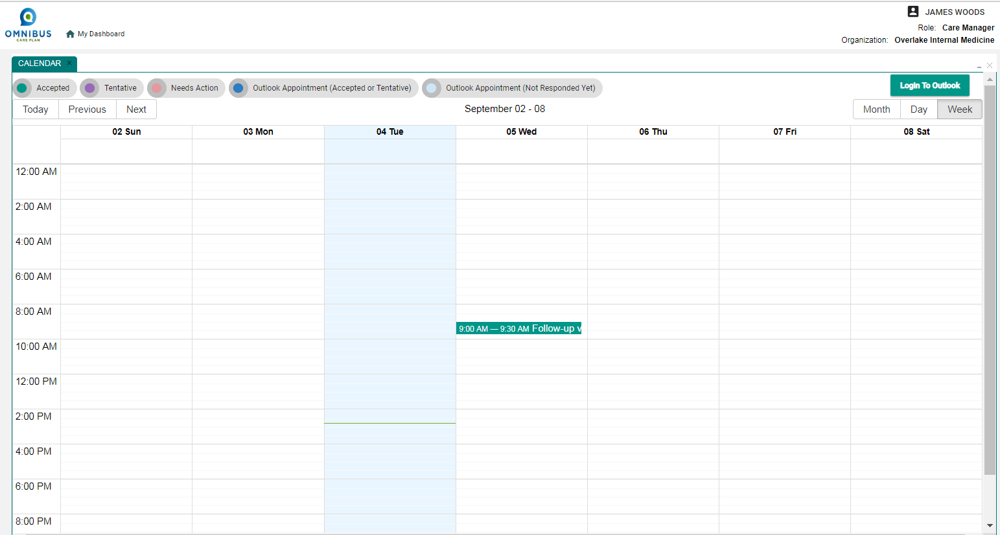 OMNIBUS
CARE PLAN
My Dashboard
JAMES WOODS
Role: Care Manager
Organization: Overlake Internal Medicine
CALENDAR ×
Accepted Tentative Needs Action Outlook Appointment (Accepted or Tentative) Outlook Appointment (Not Responded Yet) Login To Outlook
Today Previous Next September 02 - 08 Month Day Week
02 Sun 03 Mon 04 Tue 05 Wed 06 Thu 07 Fri 08 Sat
12:00 AM
2:00 AM
4:00 AM
6:00 AM
8:00 AM
9:00 AM — 9:30 AM Follow-up v
10:00 AM
12:00 PM
2:00 PM
4:00 PM
6:00 PM
8:00 PM